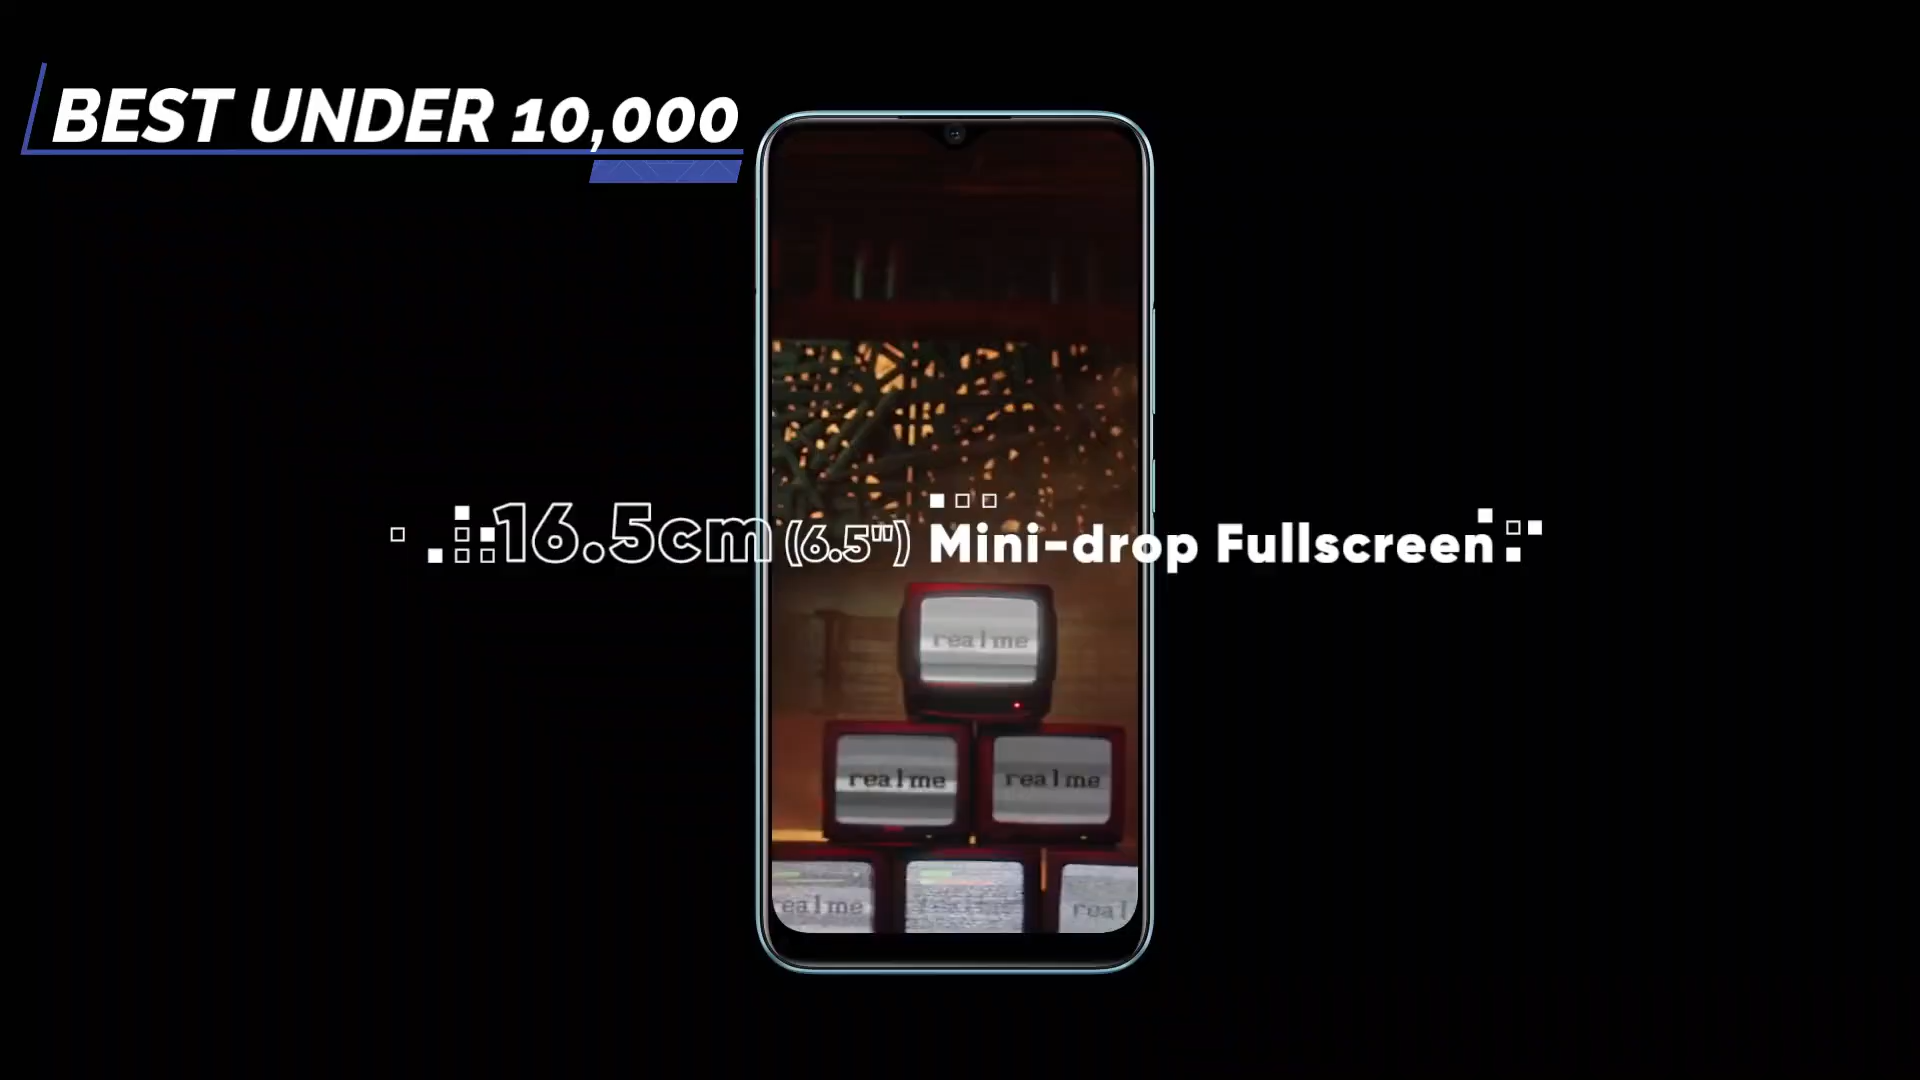 BEST UNDER 10,000
16.5cm (6.5") Mini-drop Fullscreen
realme
realme realme
ealme
real